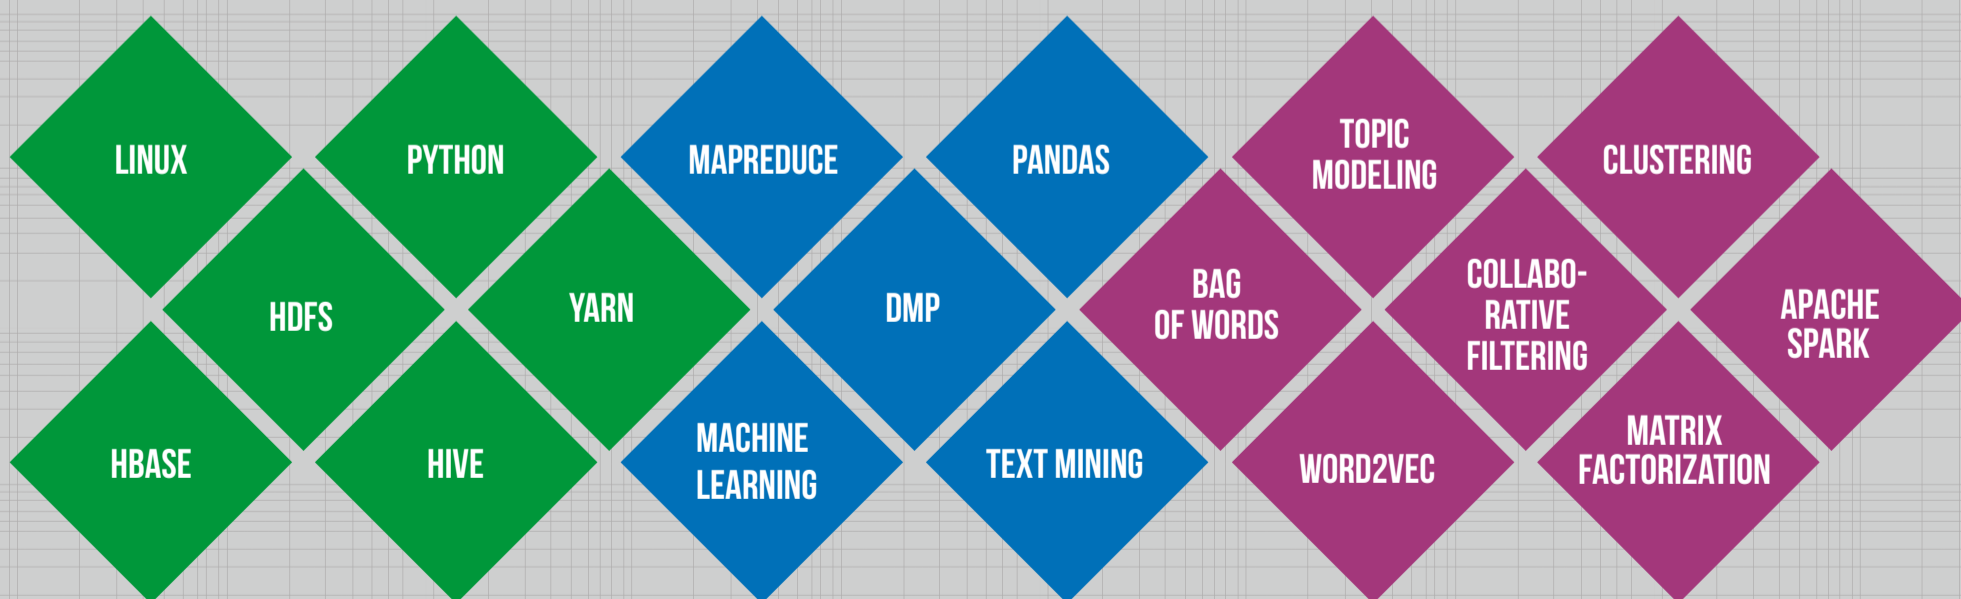 LINUX
PYTHON
MAPREDUCE
PANDAS
TOPIC
MODELING
CLUSTERING
HDFS
YARN
DMP
BAG
OF WORDS
COLLABO-
RATIVE
FILTERING
APACHE
SPARK
HBASE
HIVE
MACHINE
LEARNING
TEXT MINING
WORD2VEC
MATRIX
FACTORIZATION